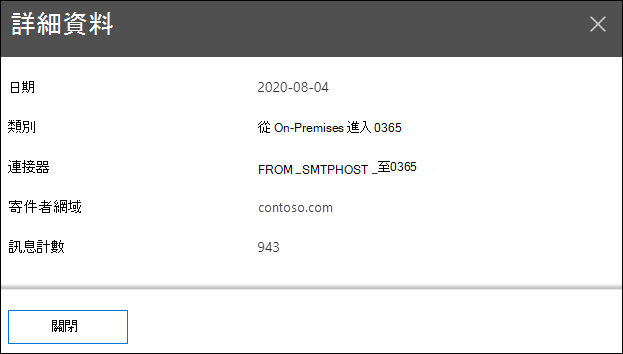 詳細資料
日期 2020-08-04
類別 從 On-Premises 進入 0365
連接器 FROM _SMTPHOST _至0365
寄件者網域 contoso.com
訊息計數 943
關閉